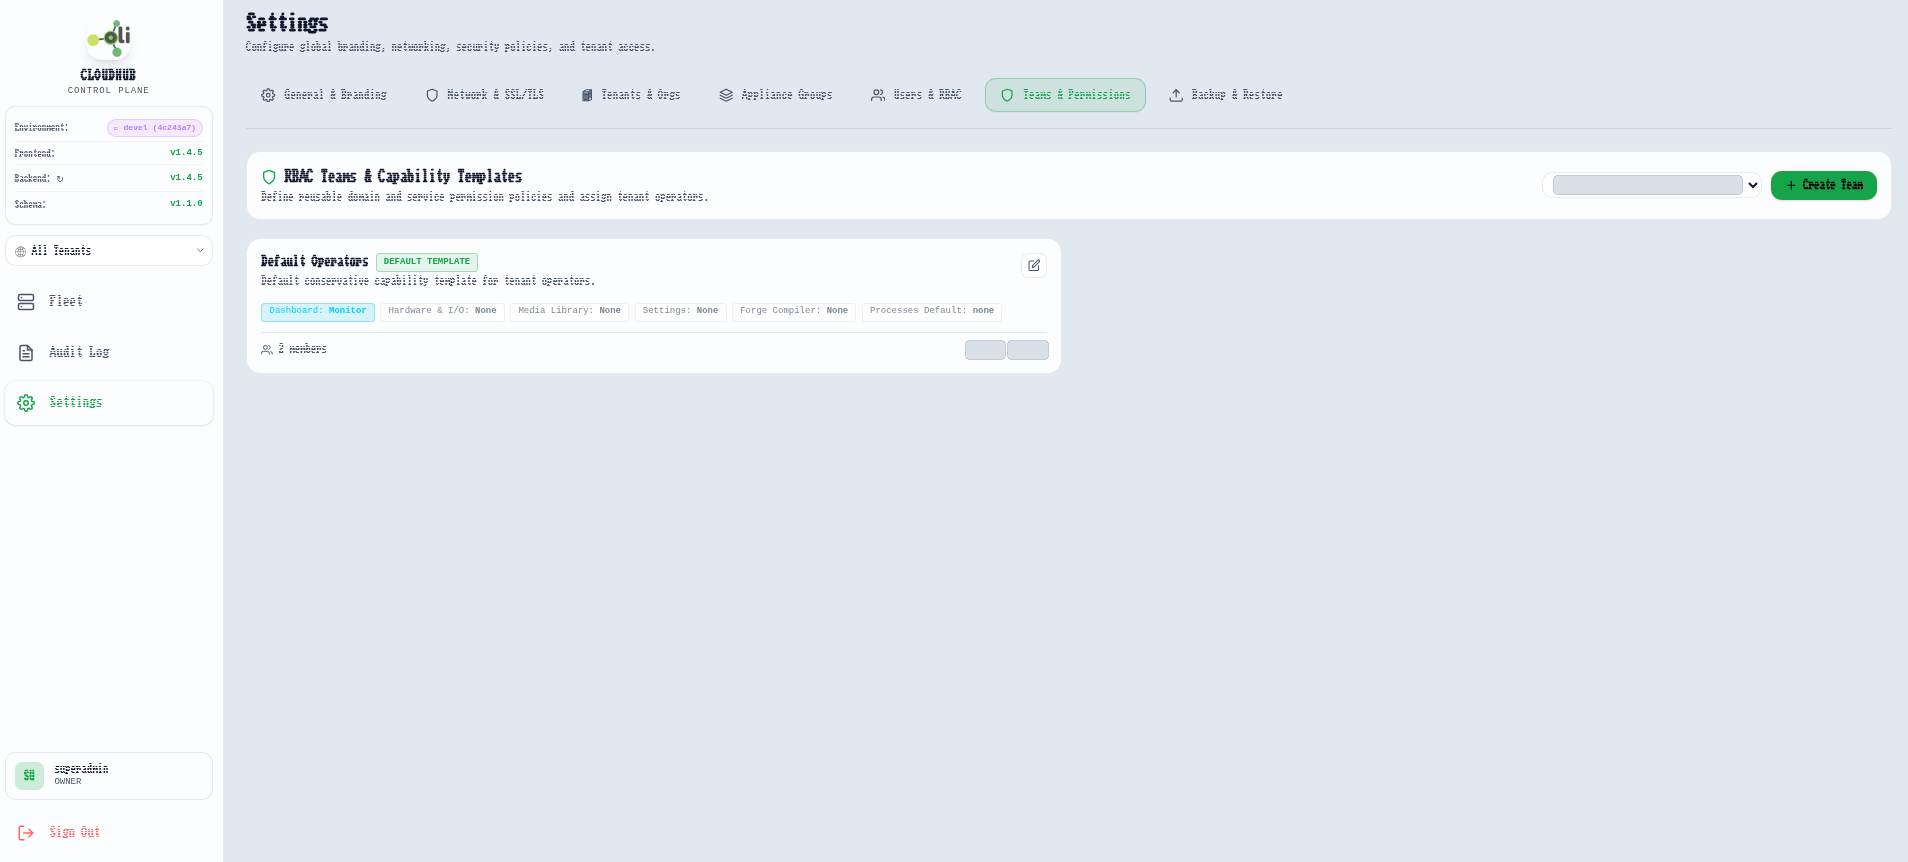 oli
CLOUDHUB
CONTROL PLANE
Environment: devel (4c243a7)
Frontend: v1.4.5
Backend: ↻ v1.4.5
Schema: v1.1.0
All Tenants
Fleet
Audit Log
Settings
superadmin
OWNER
Sign Out
Settings
Configure global branding, networking, security policies, and tenant access.
General & Branding Network & SSL/TLS Tenants & Orgs Appliance Groups Users & RBAC Teams & Permissions Backup & Restore
RBAC Teams & Capability Templates
Define reusable domain and service permission policies and assign tenant operators.
+ Create Team
Default Operators DEFAULT TEMPLATE
Default conservative capability template for tenant operators.
Dashboard: Monitor Hardware & I/O: None Media Library: None Settings: None Forge Compiler: None Processes Default: none
2 members